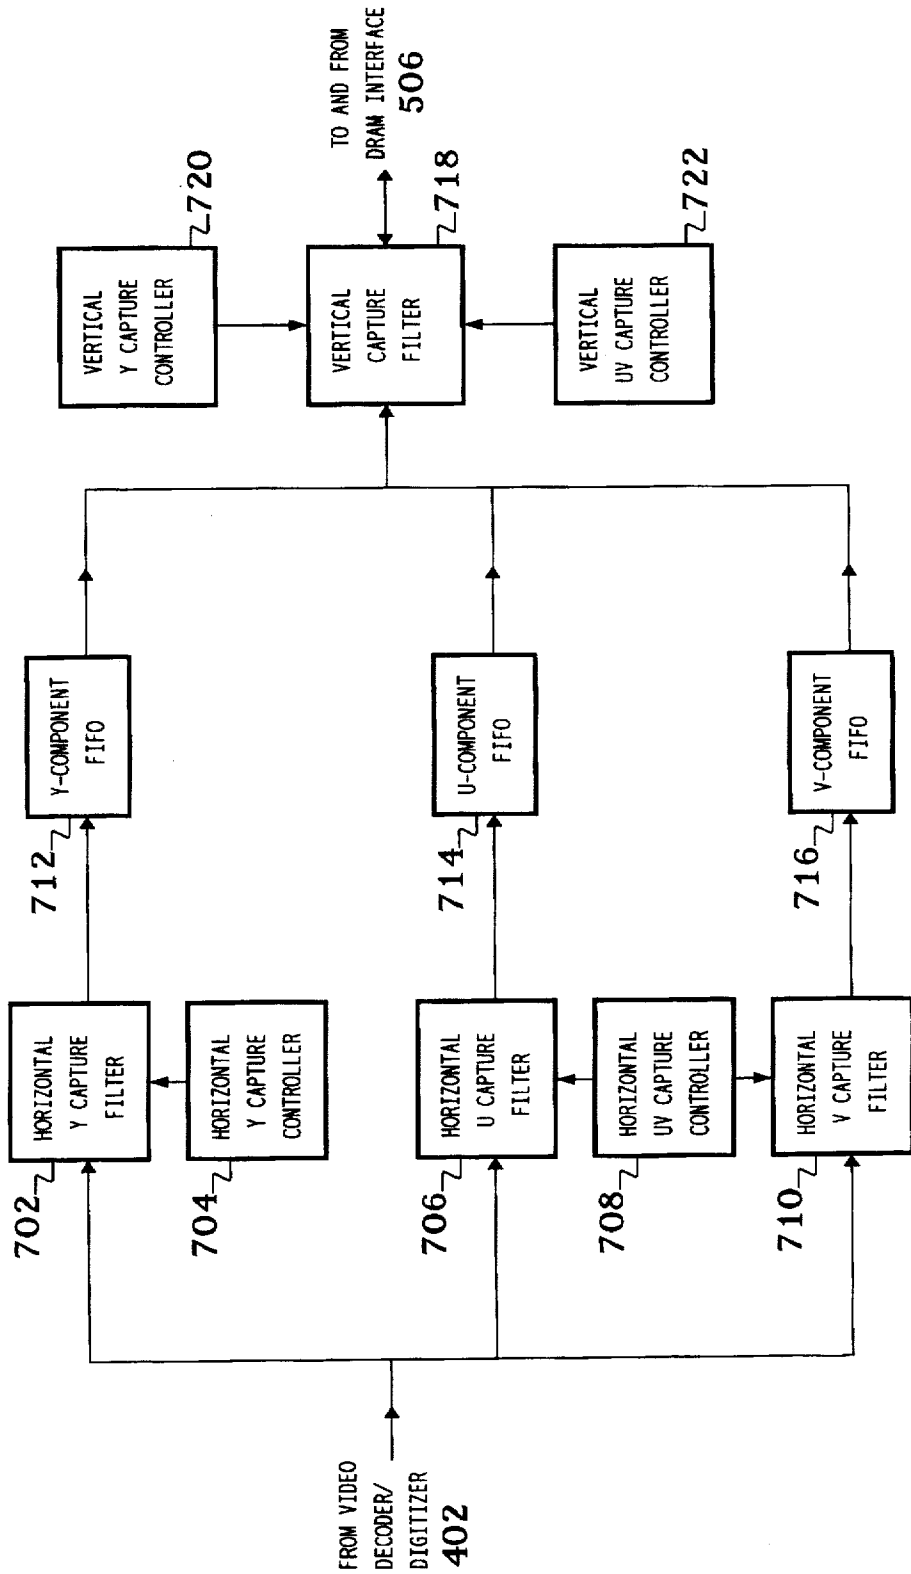 FROM VIDEO
DECODER/
DIGITIZER
402
702
HORIZONTAL
Y CAPTURE
FILTER
704
HORIZONTAL
Y CAPTURE
CONTROLLER
706
HORIZONTAL
U CAPTURE
FILTER
708
HORIZONTAL
UV CAPTURE
CONTROLLER
710
HORIZONTAL
V CAPTURE
FILTER
712
Y-COMPONENT
FIFO
714
U-COMPONENT
FIFO
716
V-COMPONENT
FIFO
VERTICAL
Y CAPTURE
CONTROLLER
720
VERTICAL
CAPTURE
FILTER
718
VERTICAL
UV CAPTURE
CONTROLLER
722
TO AND FROM
DRAM INTERFACE
506